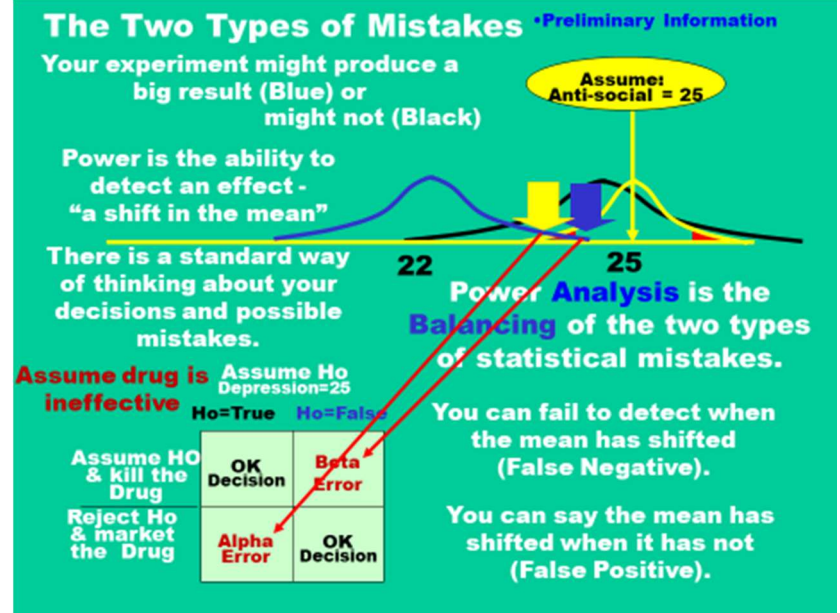 The Two Types of Mistakes
•Preliminary Information
Your experiment might produce a
big result (Blue) or
might not (Black)
Assume:
Anti-social = 25
Power is the ability to
detect an effect -
“a shift in the mean”
There is a standard way
of thinking about your
decisions and possible
mistakes.
22
25
Power Analysis is the
Balancing of the two types
of statistical mistakes.
Assume drug is
ineffective
Assume Ho
Depression=25
Ho=True Ho=False
Assume HO
& kill the
Drug
OK
Decision
Beta
Error
Reject Ho
& market
the Drug
Alpha
Error
OK
Decision
You can fail to detect when
the mean has shifted
(False Negative).
You can say the mean has
shifted when it has not
(False Positive).